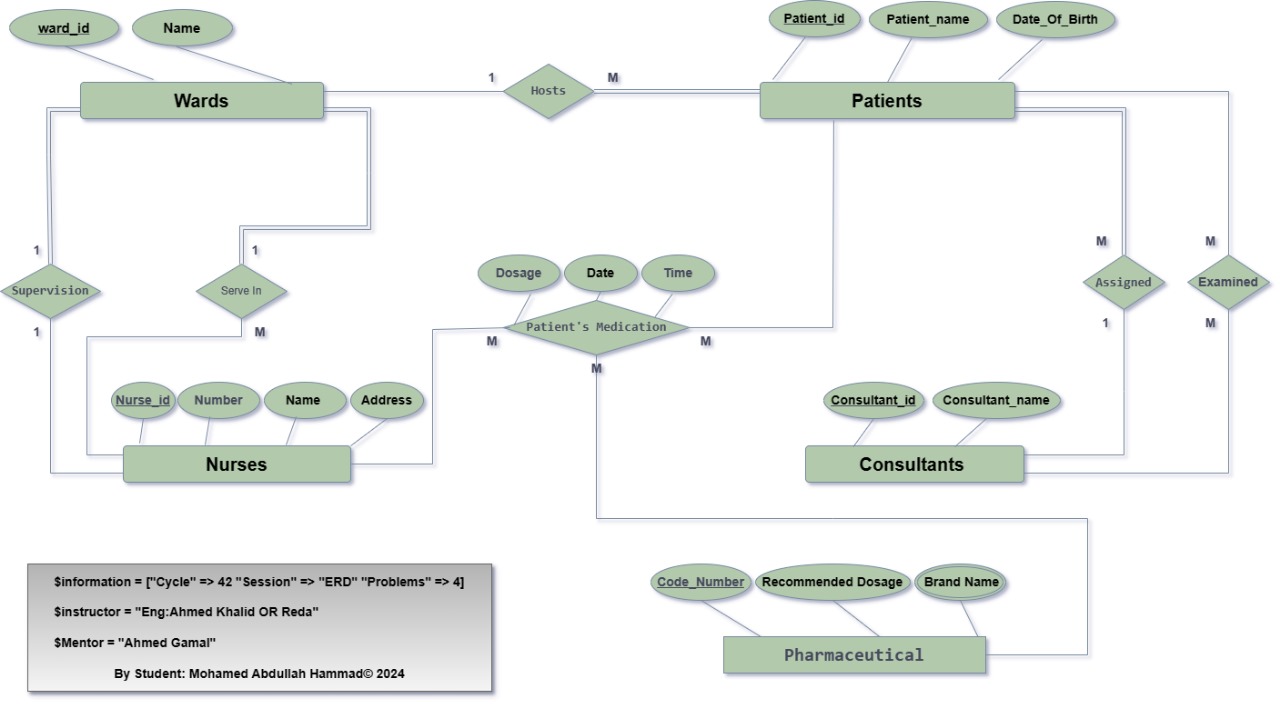 ward_id
Name
Patient_id
Patient_name
Date_Of_Birth
1
M
Wards
Hosts
Patients
1
1
M
M
Supervision
Serve In
Dosage
Date
Time
Assigned
Examined
1
M
Patient's Medication
M
M
M
1
M
Nurse_id
Number
Name
Address
Consultant_id
Consultant_name
Nurses
Consultants
$information = ["Cycle" => 42 "Session" => "ERD" "Problems" => 4]
$instructor = "Eng:Ahmed Khalid OR Reda"
$Mentor = "Ahmed Gamal"
By Student: Mohamed Abdullah Hammad© 2024
Code_Number
Recommended Dosage
Brand Name
Pharmaceutical